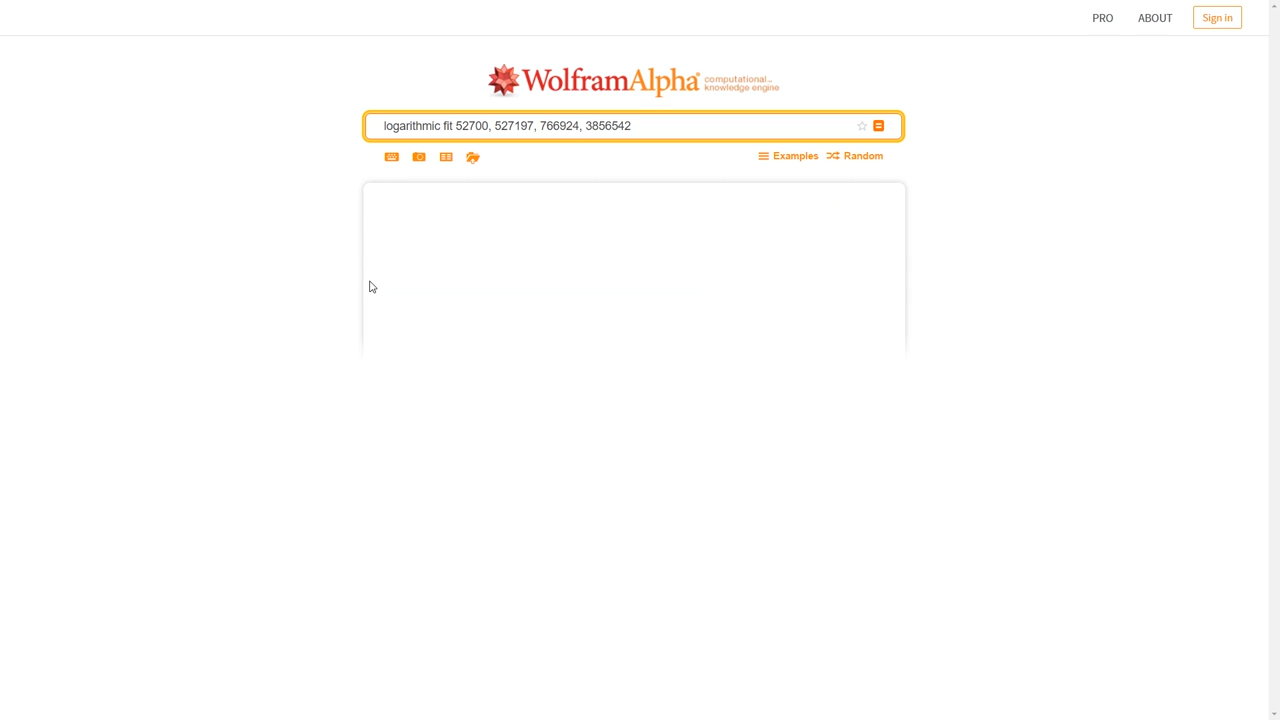 PRO ABOUT Sign in
WolframAlpha computational... knowledge engine
logarithmic fit 52700, 527197, 766924, 3856542
Examples Random